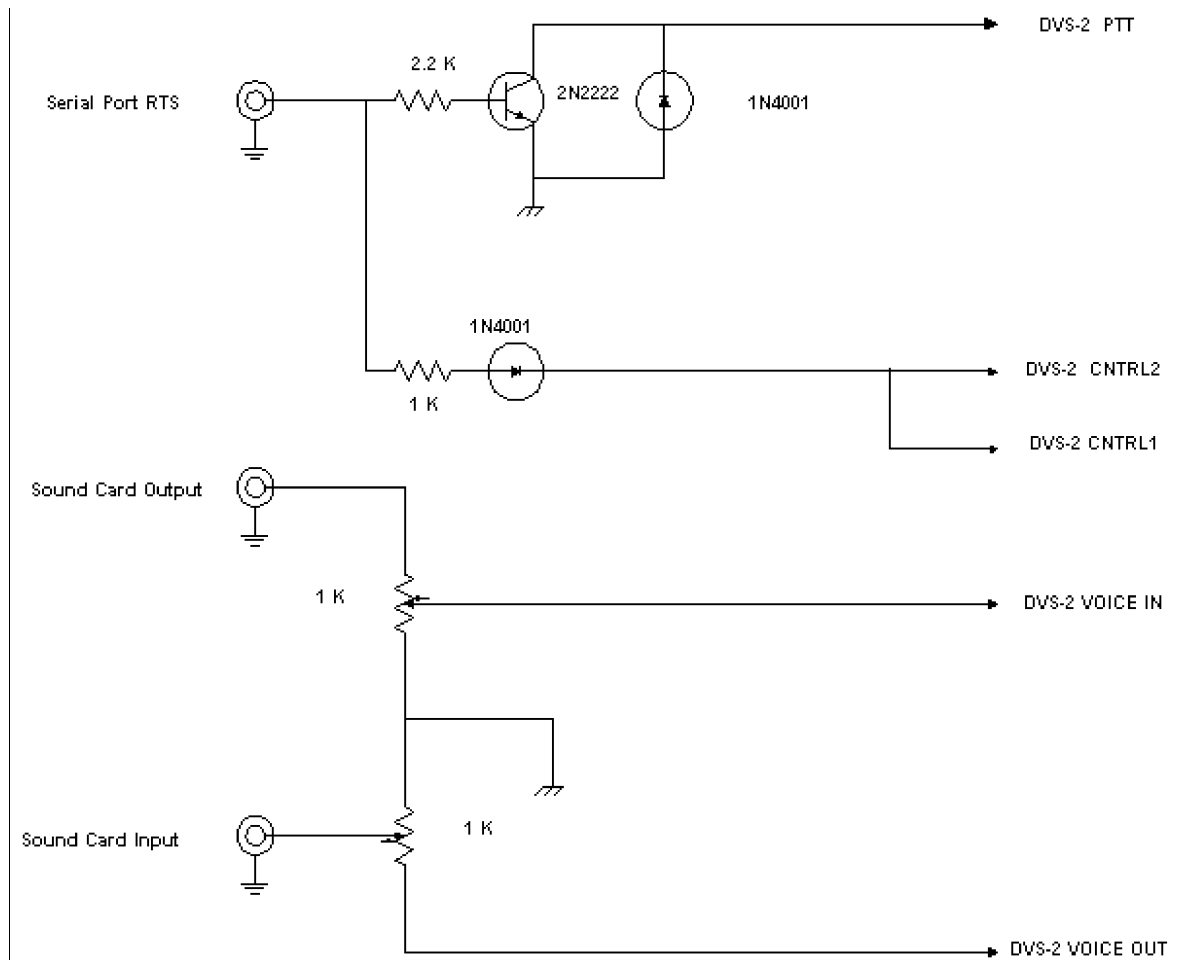 DVS-2 PTT
2.2 K
Serial Port RTS
2N2222
1N4001
1N4001
DVS-2 CNTRL2
1 K
DVS-2 CNTRL1
Sound Card Output
1 K
DVS-2 VOICE IN
1 K
Sound Card Input
DVS-2 VOICE OUT